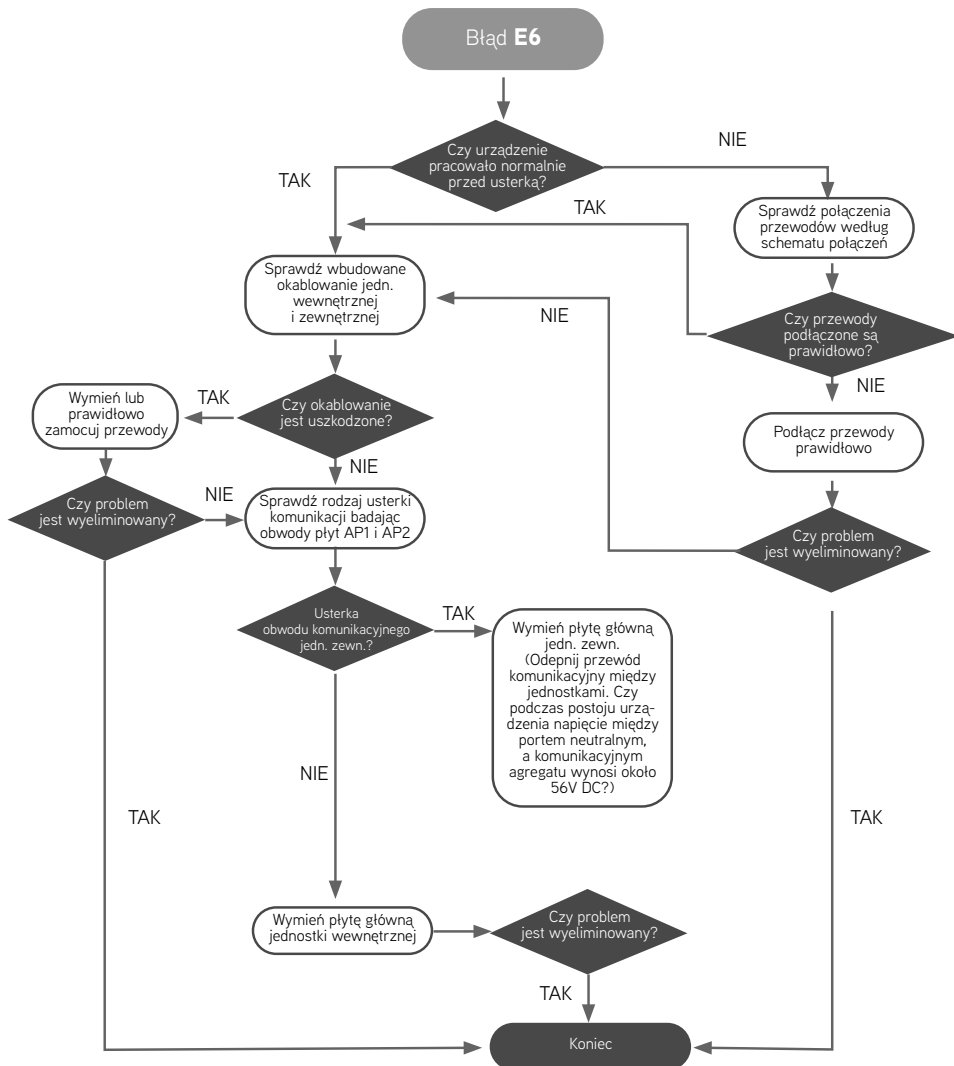 Błąd E6
Czy urządzenie
pracowało normalnie
przed usterką?
NIE
TAK
TAK
Sprawdź połączenia
przewodów według
schematu połączeń
Sprawdź wbudowane
okablowanie jedn.
wewnętrznej
i zewnętrznej
NIE
Czy przewody
podłączone są
prawidłowo?
NIE
Wymień lub
prawidłowo
zamocuj przewody
TAK
Czy okablowanie
jest uszkodzone?
Podłącz przewody
prawidłowo
NIE
Czy problem
jest wyeliminowany?
NIE
Sprawdź rodzaj usterki
komunikacji badając
obwody płyt AP1 i AP2
Czy problem
jest wyeliminowany?
Usterka
obwodu komunikacyjnego
jedn. zewn.?
TAK
Wymień płytę główną
jedn. zewn.
(Odepnij przewód
komunikacyjny między
jednostkami. Czy
podczas postoju urzą-
dzenia napięcie między
portem neutralnym,
a komunikacyjnym
agregatu wynosi około
56V DC?)
NIE
TAK
TAK
Wymień płytę główną
jednostki wewnętrznej
Czy problem
jest wyeliminowany?
TAK
Koniec